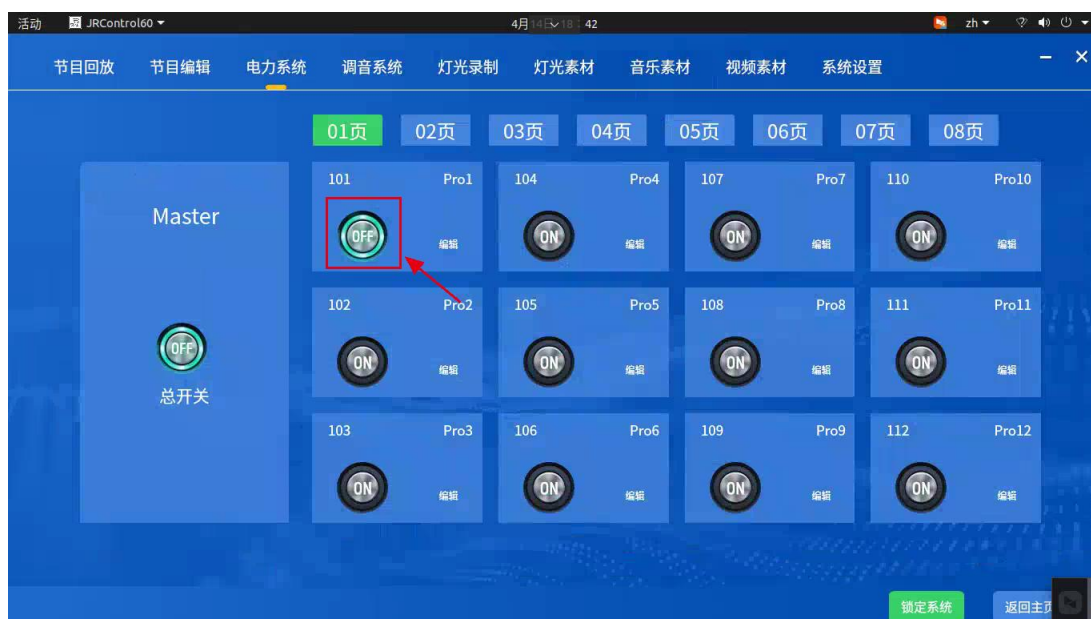 活动 JRControl60 4月14日 18:42 zh
节目回放 节目编辑 电力系统 调音系统 灯光录制 灯光素材 音乐素材 视频素材 系统设置
01页 02页 03页 04页 05页 06页 07页 08页
Master
OFF
总开关
101 Pro1
OFF 编辑
104 Pro4
ON 编辑
107 Pro7
ON 编辑
110 Pro10
ON 编辑
102 Pro2
ON 编辑
105 Pro5
ON 编辑
108 Pro8
ON 编辑
111 Pro11
ON 编辑
103 Pro3
ON 编辑
106 Pro6
ON 编辑
109 Pro9
ON 编辑
112 Pro12
ON 编辑
锁定系统 返回主页